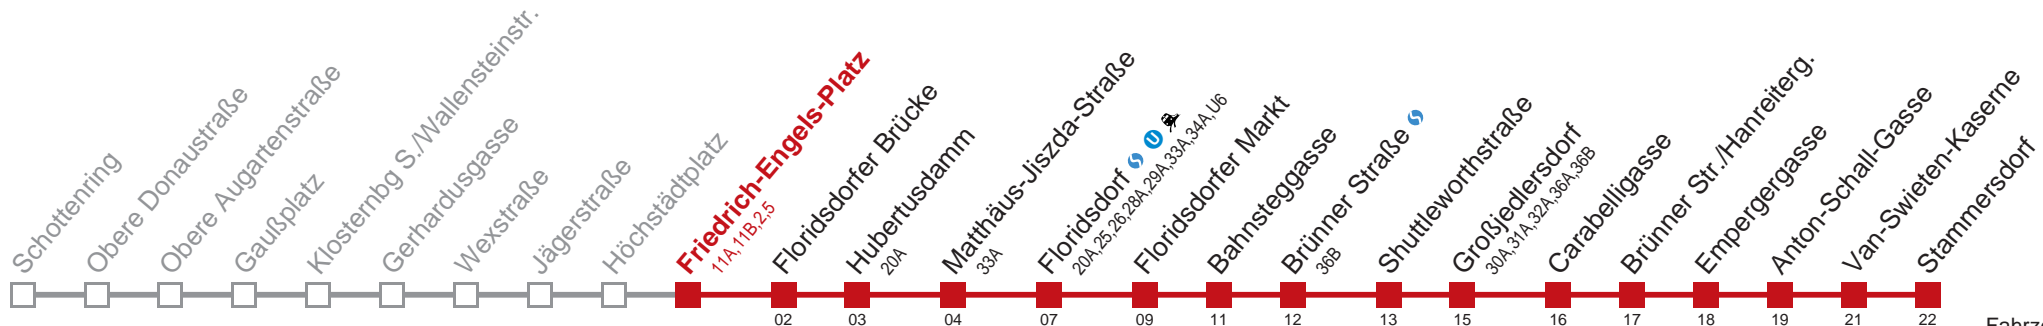 Schottenring
Obere Donaustraße
Obere Augartenstraße
Gaußplatz
Klosternbg S./Wallensteinstr.
Gerhardusgasse
Wexstraße
Jägerstraße
Höchstädtplatz
Friedrich-Engels-Platz
11A,11B,2,5
Floridsdorfer Brücke
Hubertusdamm
20A
Matthäus-Jiszda-Straße
33A
Floridsdorf S U
20A,25,26,28A,29A,33A,34A,U6
Floridsdorfer Markt
Bahnsteggasse
Brünner Straße S
36B
Shuttleworthstraße
Großjedlersdorf
30A,31A,32A,36A,36B
Carabelligasse
Brünner Str./Hanreiterg.
Empergergasse
Anton-Schall-Gasse
Van-Swieten-Kaserne
Stammersdorf
02 03 04 07 09 11 12 13 15 16 17 18 19 21 22
Fahrze